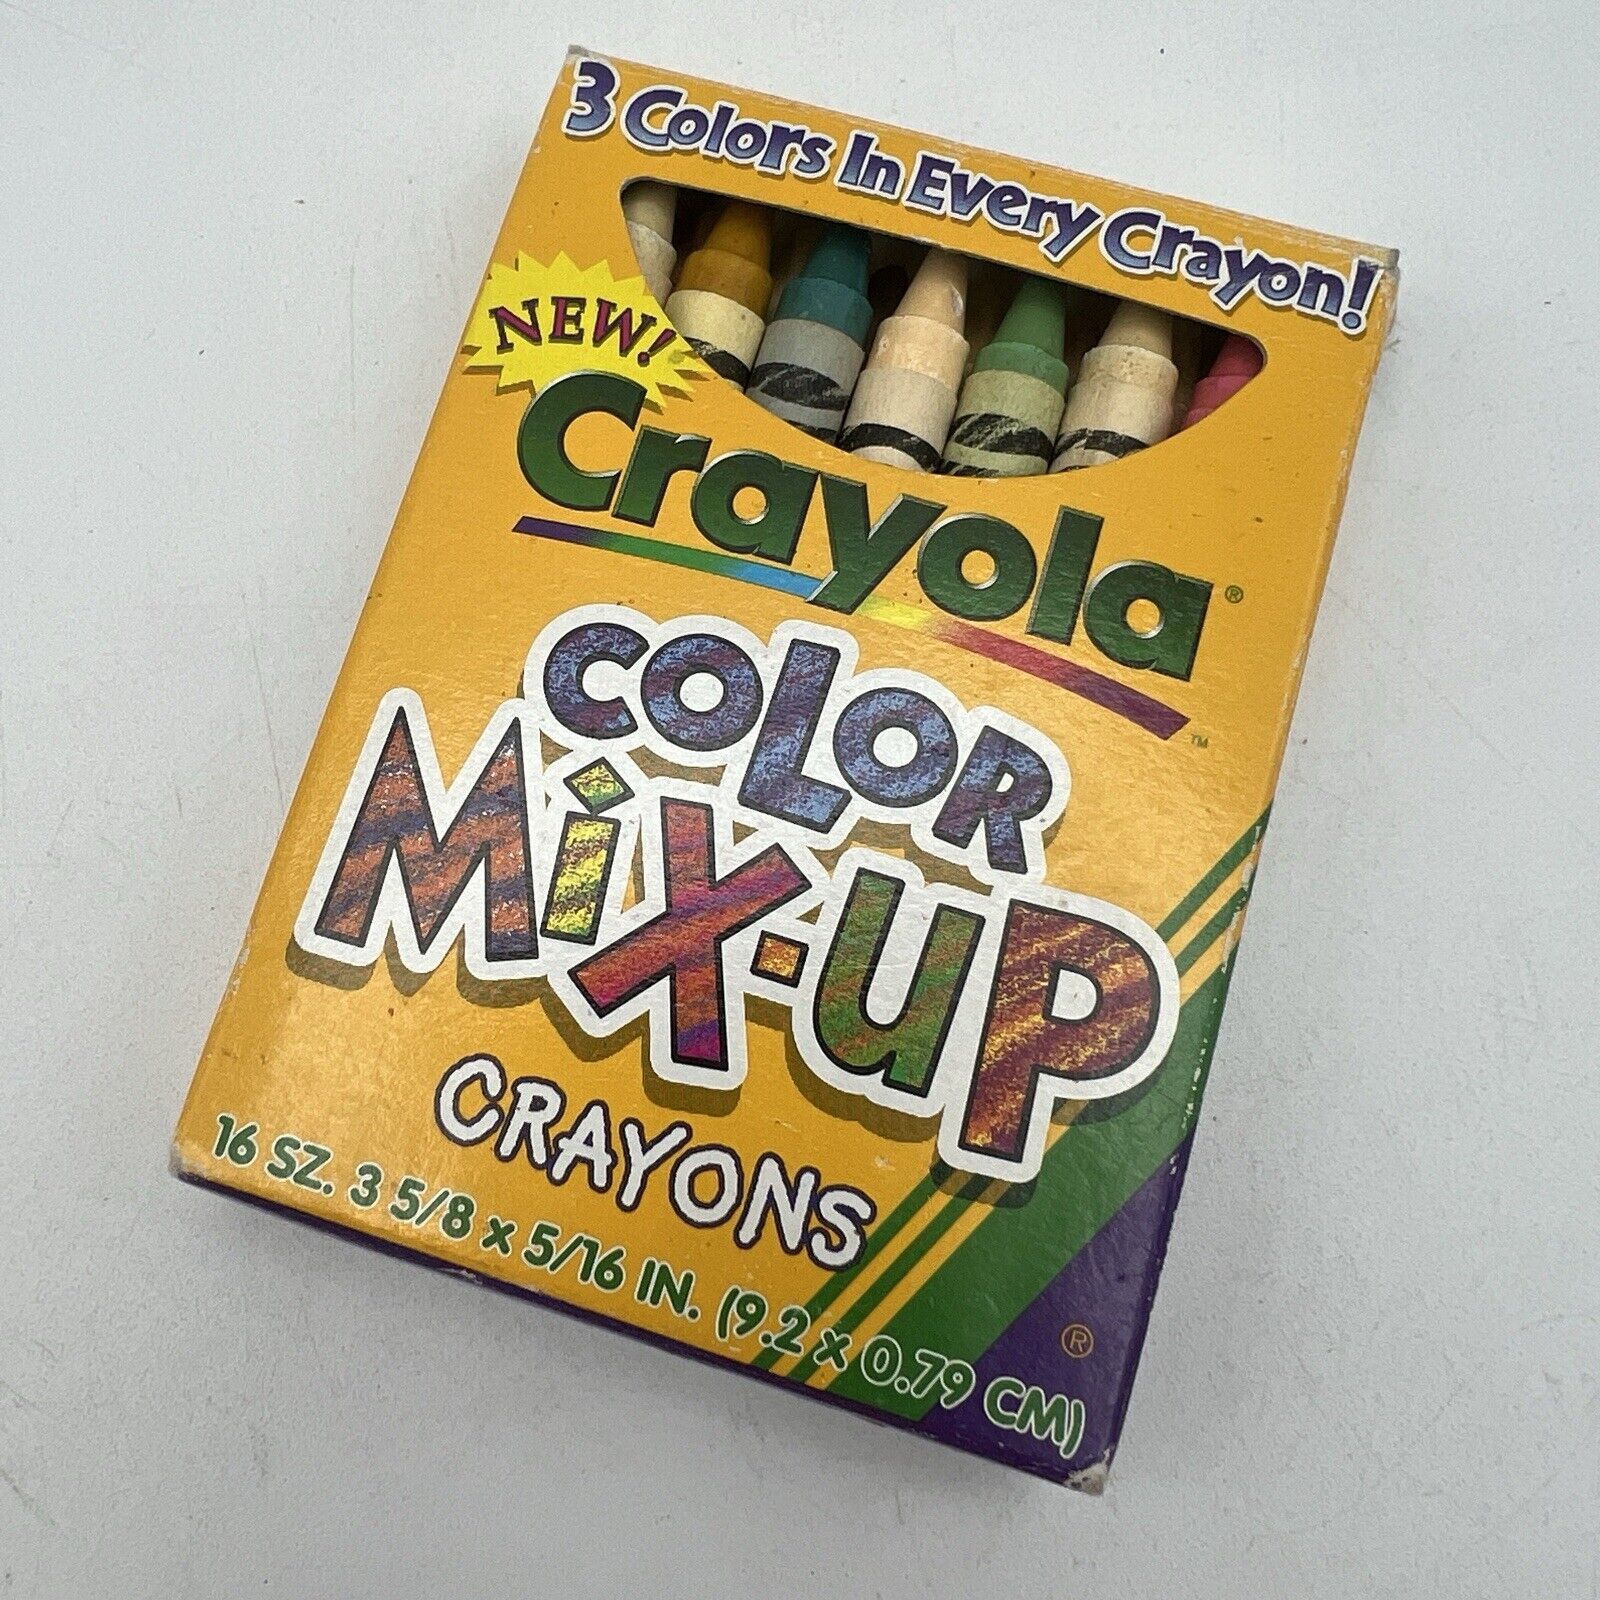 3 Colors In Every Crayon!
NEW!
Crayola®
™
COLOR
MiX-uP
CRAYONS
16 SZ. 3 5/8 x 5/16 IN. (9.2 x 0.79 CM)
®